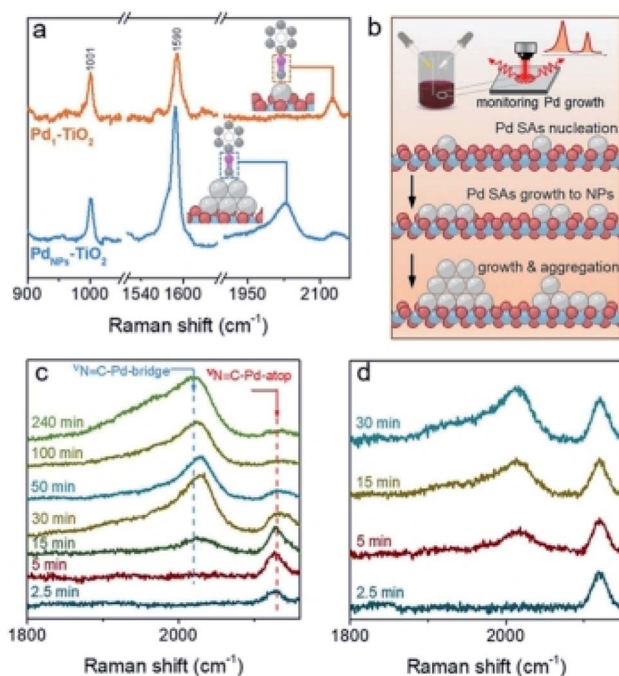 a
1001
1590
Pd₁-TiO₂
Pd_NPs-TiO₂
900 1000 1540 1600 1950 2100
Raman shift (cm⁻¹)
b
monitoring Pd growth
Pd SAs nucleation
Pd SAs growth to NPs
growth & aggregation
c
νN≡C-Pd-bridge
νN≡C-Pd-atop
240 min
100 min
50 min
30 min
15 min
5 min
2.5 min
1800 2000
Raman shift (cm⁻¹)
d
30 min
15 min
5 min
2.5 min
1800 2000
Raman shift (cm⁻¹)